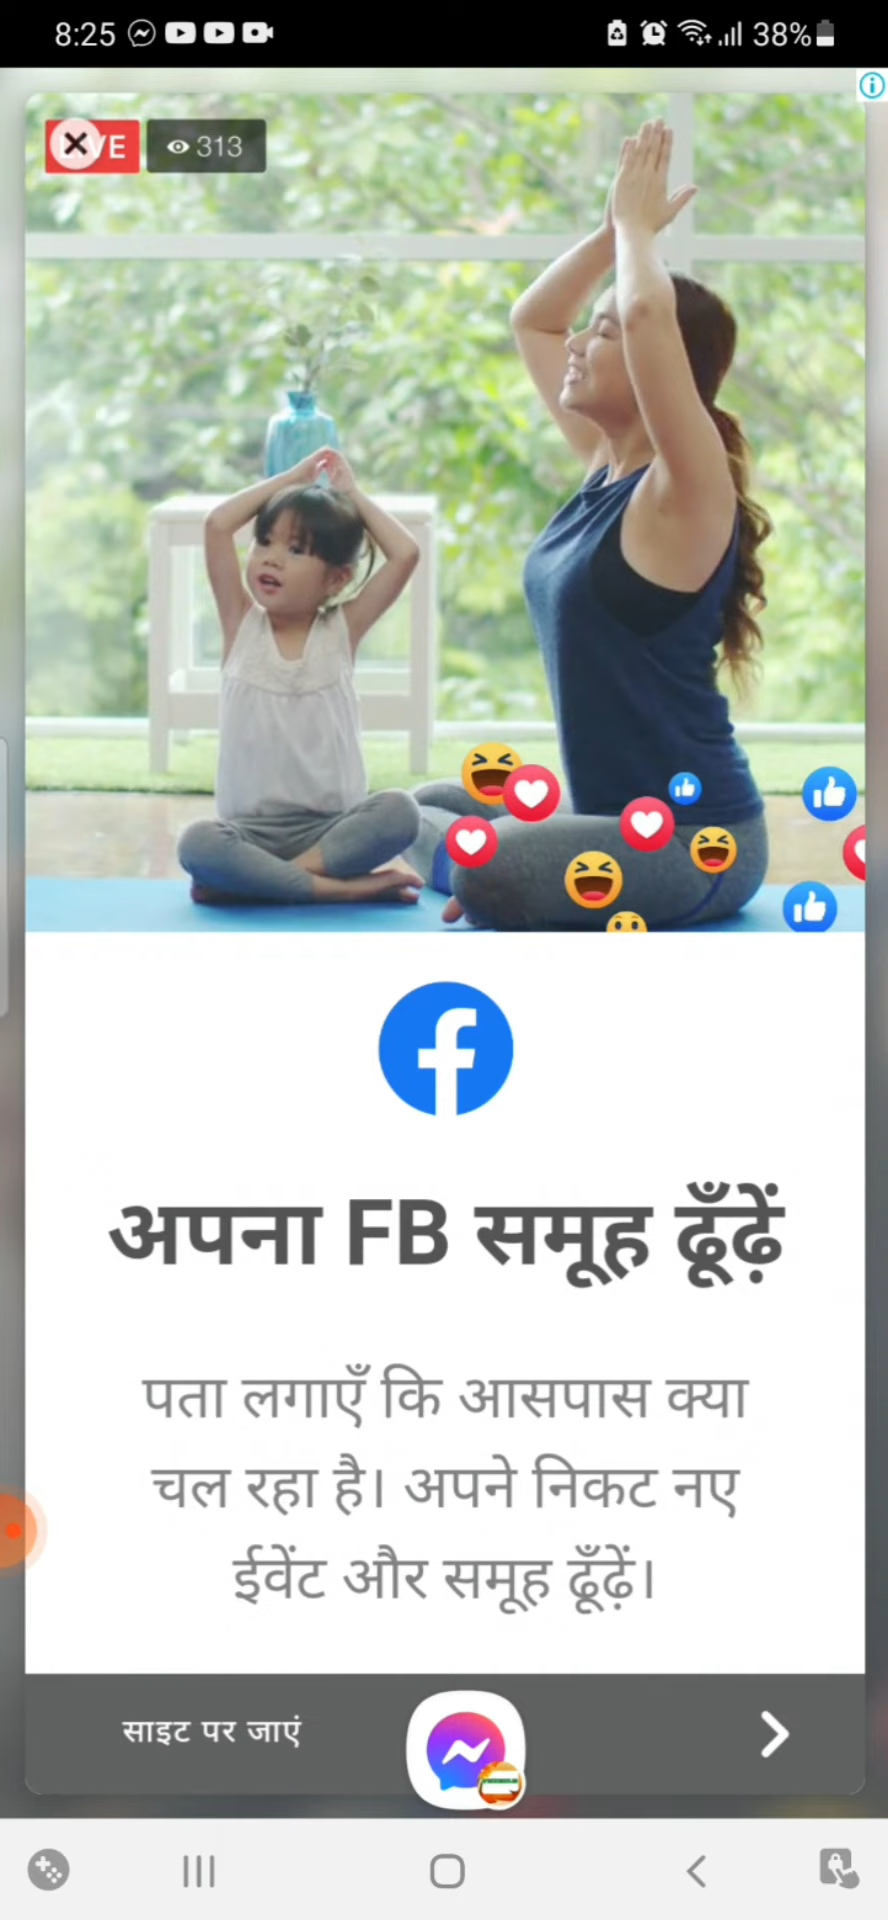 8:25
38%
VE
313
अपना FB समूह ढूँढ़ें
पता लगाएँ कि आसपास क्या
चल रहा है। अपने निकट नए
ईवेंट और समूह ढूँढ़ें।
साइट पर जाएं